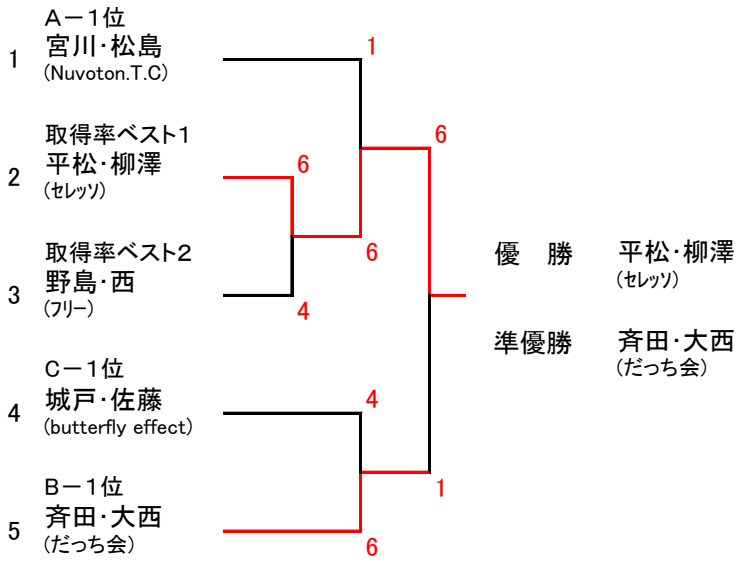 A－1位
1
宮川・松島
(Nuvoton.T.C)
1
取得率ベスト1
6
2
平松・柳澤
6
(セレッソ)
取得率ベスト2
6
優　勝
平松・柳澤
(セレッソ)
3
野島・西
(フリー)
4
準優勝
斉田・大西
(だっち会)
C－1位
4
城戸・佐藤
4
(butterfly effect)
B－1位
1
5
斉田・大西
(だっち会)
6